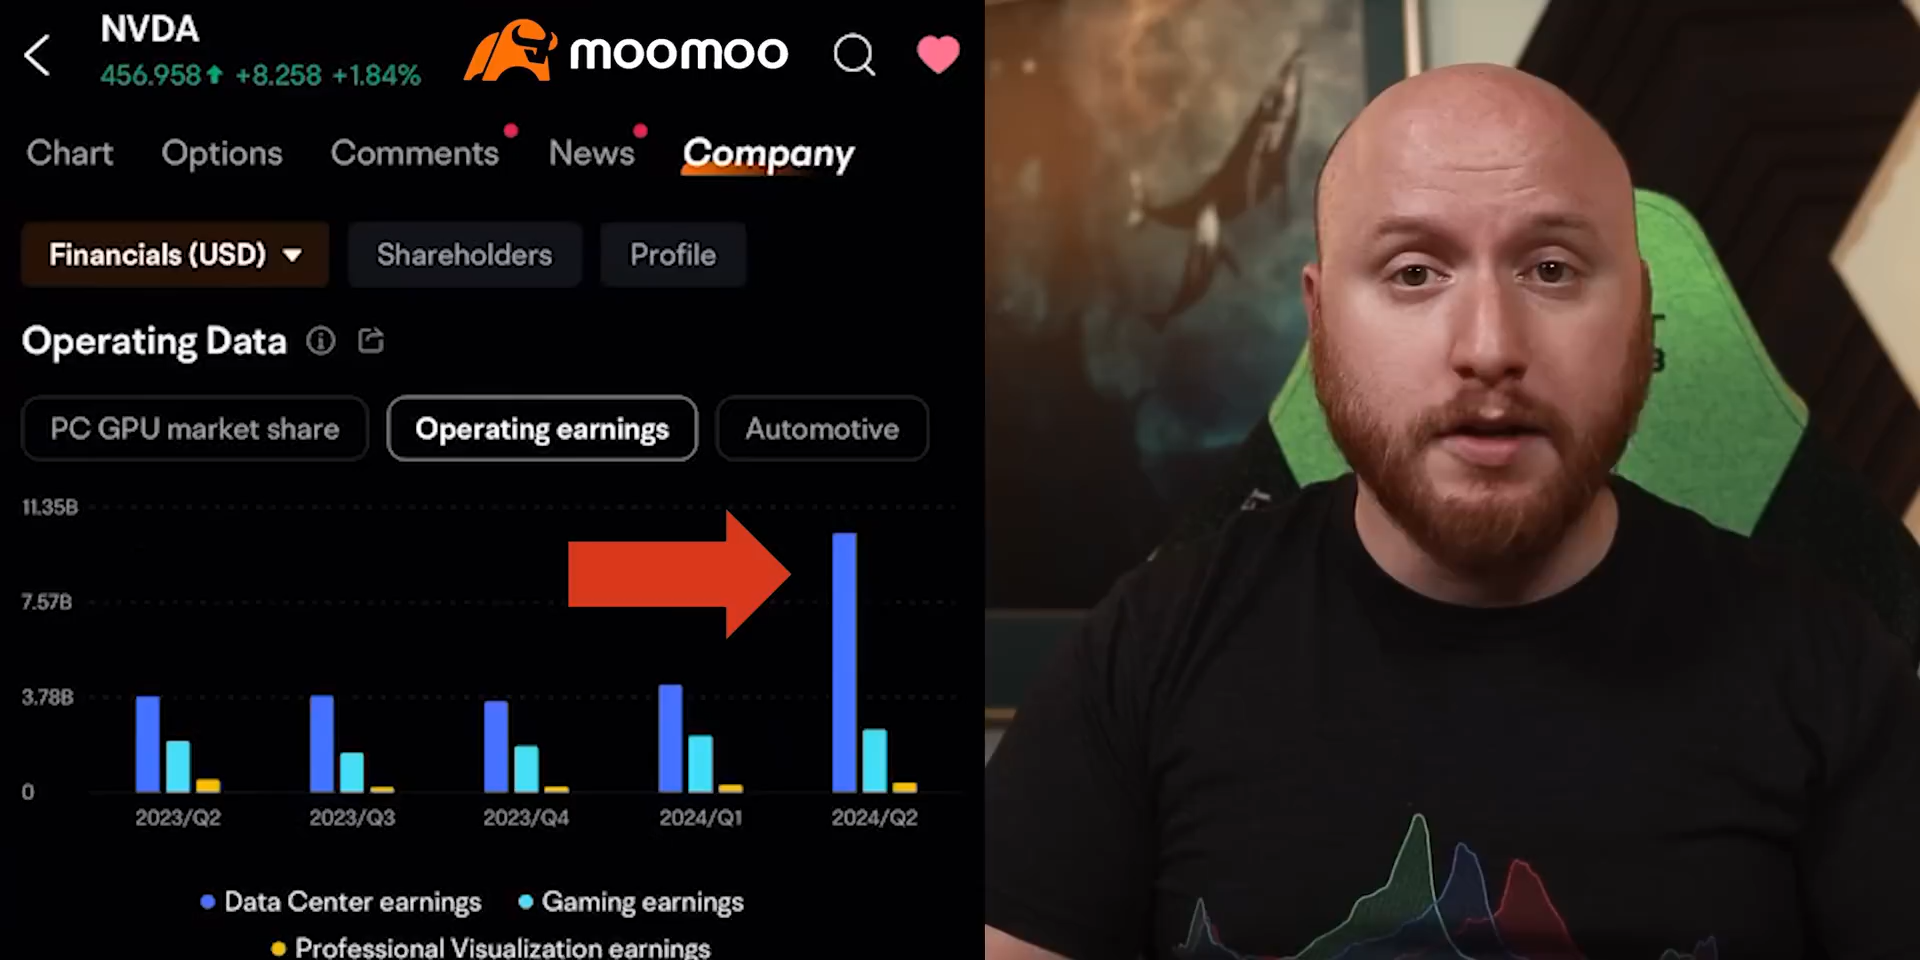 NVDA
456.958 +8.258 +1.84%
moomoo
Chart Options Comments News Company
Financials (USD) Shareholders Profile
Operating Data
PC GPU market share Operating earnings Automotive
11.35B
7.57B
3.78B
0
2023/Q2 2023/Q3 2023/Q4 2024/Q1 2024/Q2
Data Center earnings Gaming earnings
Professional Visualization earnings